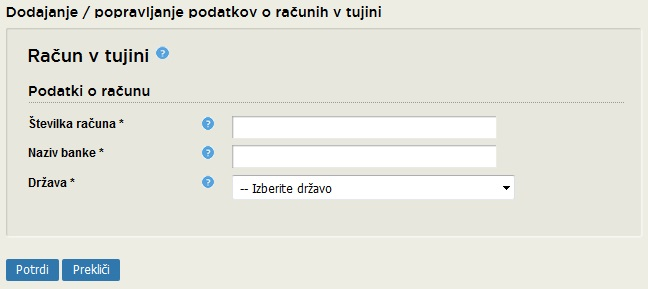 Dodajanje / popravljanje podatkov o računih v tujini
Račun v tujini ?
Podatki o računu
Številka računa * ?
Naziv banke * ?
Država * ? -- Izberite državo
Potrdi Prekliči